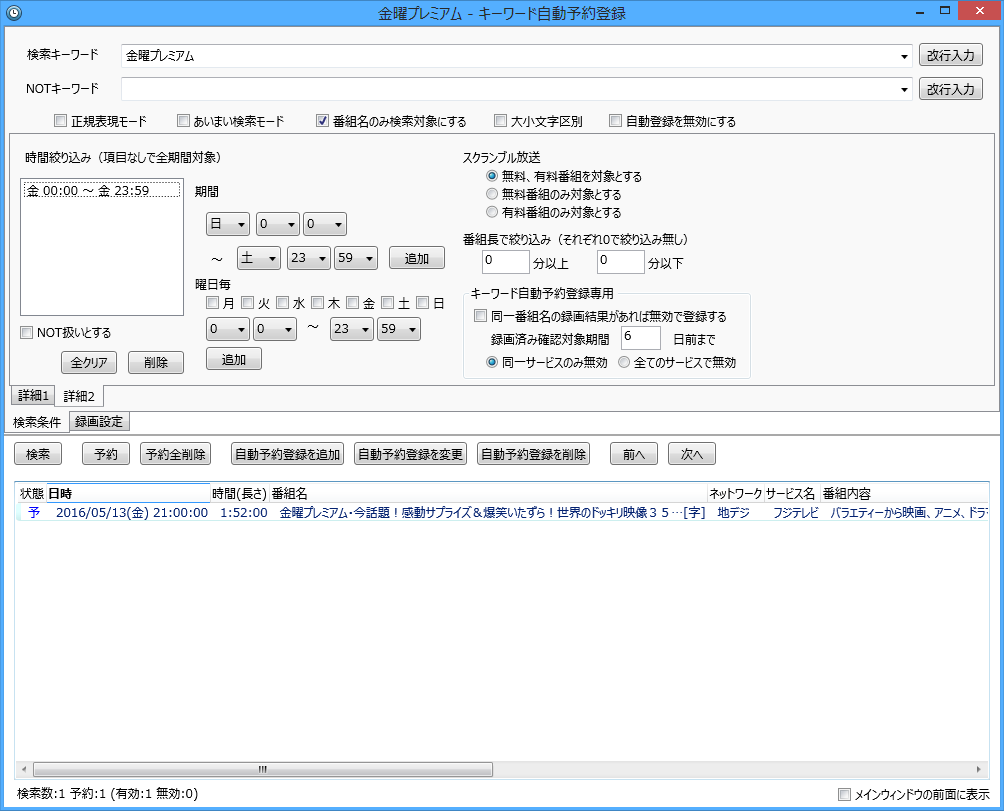 金曜プレミアム - キーワード自動予約登録
検索キーワード 金曜プレミアム 改行入力
NOTキーワード 改行入力
正規表現モード あいまい検索モード 番組名のみ検索対象にする 大小文字区別 自動登録を無効にする
時間絞り込み（項目なしで全期間対象）
金 00:00 ～ 金 23:59
期間
日 0 0
～ 土 23 59 追加
曜日毎
月 火 水 木 金 土 日
0 0 ～ 23 59
追加
NOT扱いとする
全クリア 削除
スクランブル放送
無料、有料番組を対象とする
無料番組のみ対象とする
有料番組のみ対象とする
番組長で絞り込み（それぞれ0で絞り込み無し）
0 分以上 0 分以下
キーワード自動予約登録専用
同一番組名の録画結果があれば無効で登録する
録画済み確認対象期間 6 日前まで
同一サービスのみ無効 全てのサービスで無効
詳細1 詳細2
検索条件 録画設定
検索 予約 予約全削除 自動予約登録を追加 自動予約登録を変更 自動予約登録を削除 前へ 次へ
状態 日時 時間(長さ) 番組名 ネットワーク サービス名 番組内容
予 2016/05/13(金) 21:00:00 1:52:00 金曜プレミアム・今話題！感動サプライズ＆爆笑いたずら！世界のドッキリ映像３５…[字] 地デジ フジテレビ バラエティーから映画、アニメ、ドラマ
検索数:1 予約:1 (有効:1 無効:0)
メインウィンドウの前面に表示